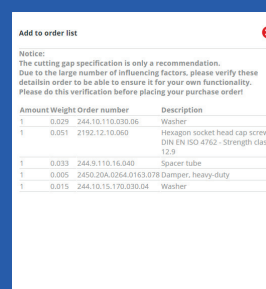 Add to order list
Notice:
The cutting gap specification is only a recommendation.
Due to the large number of influencing factors, please verify these
detailsin order to be able to ensure it for your own functionality.
Please do this verification before placing your purchase order!
Amount Weight Order number Description
1 0.029 244.10.110.030.06 Washer
1 0.051 2192.12.10.060 Hexagon socket head cap screw
DIN EN ISO 4762 - Strength clas
12.9
1 0.033 244.9.110.16.040 Spacer tube
1 0.005 2450.20A.0264.0163.078 Damper, heavy-duty
1 0.015 244.10.15.170.030.04 Washer